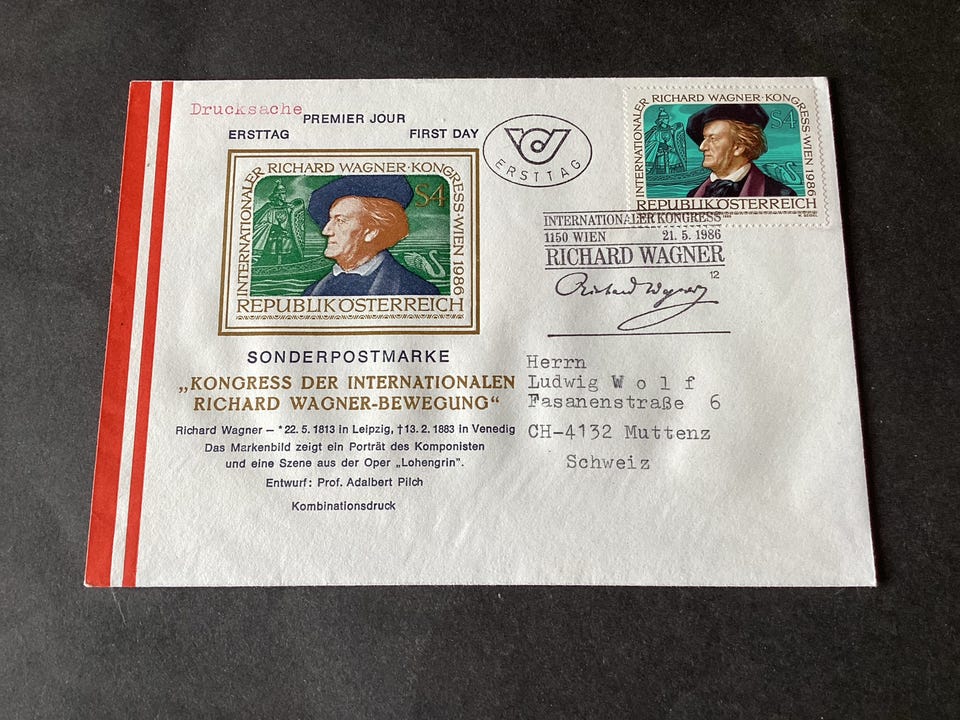 Drucksache
PREMIER JOUR
ERSTTAG FIRST DAY
ERSTTAG
INTERNATIONALER RICHARD WAGNER·KONGRESS·WIEN 1986
S4
REPUBLIK ÖSTERREICH
INTERNATIONALER RICHARD WAGNER·KONGRESS·WIEN 1986
S4
REPUBLIK ÖSTERREICH
INTERNATIONALER KONGRESS
1150 WIEN 21. 5. 1986
RICHARD WAGNER
12
Richard Wagner
SONDERPOSTMARKE
„KONGRESS DER INTERNATIONALEN
RICHARD WAGNER-BEWEGUNG“
Richard Wagner – *22. 5. 1813 in Leipzig, †13. 2. 1883 in Venedig
Das Markenbild zeigt ein Porträt des Komponisten
und eine Szene aus der Oper „Lohengrin”.
Entwurf: Prof. Adalbert Pilch
Kombinationsdruck
Herrn
Ludwig W o l f
Fasanenstraße 6
CH-4132 Muttenz
Schweiz